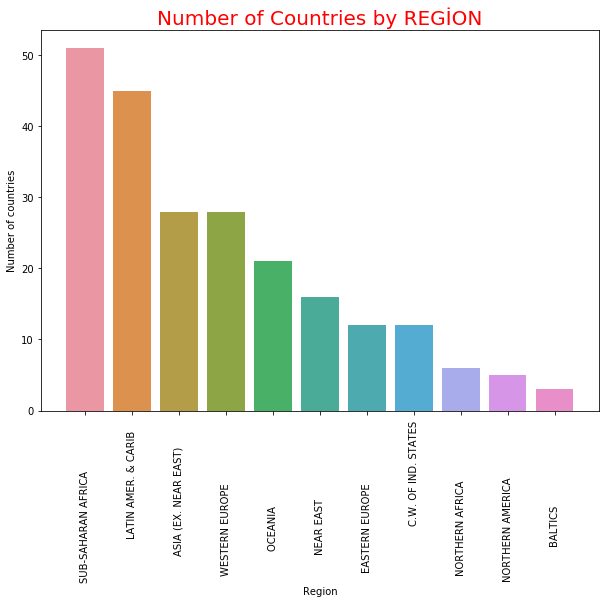 Number of Countries by REGİON
Number of countries
50
40
30
20
10
0
SUB-SAHARAN AFRICA
LATIN AMER. & CARIB
ASIA (EX. NEAR EAST)
WESTERN EUROPE
OCEANIA
NEAR EAST
EASTERN EUROPE
C.W. OF IND. STATES
NORTHERN AFRICA
NORTHERN AMERICA
BALTICS
Region